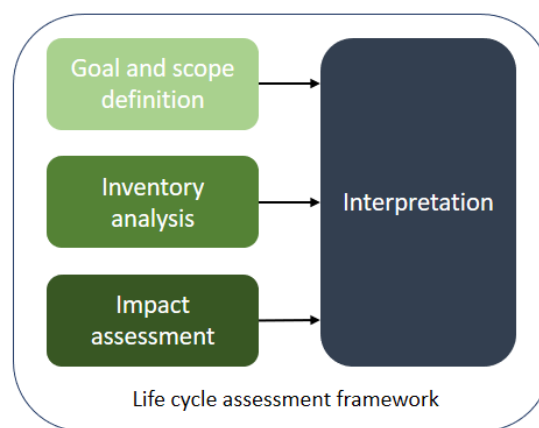 Goal and scope
definition
Inventory
analysis
Interpretation
Impact
assessment
Life cycle assessment framework